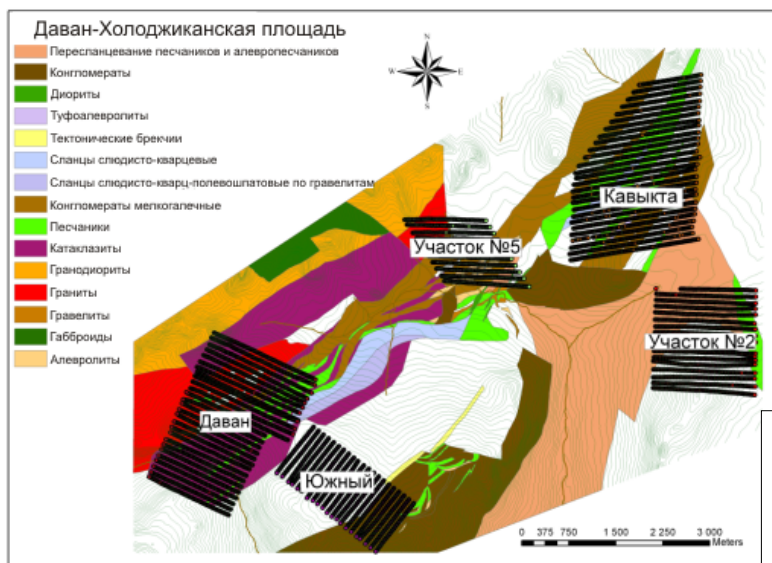 Даван-Холоджиканская площадь
Переслаивание песчаников и алевропесчаников
Конгломераты
Диориты
Туфоалевролиты
Тектонические брекчии
Сланцы слюдисто-кварцевые
Сланцы слюдисто-кварц-полевошпатовые по гравелитам
Конгломераты мелкогалечные
Песчаники
Катаклазиты
Гранодиориты
Граниты
Гравелиты
Габброиды
Алевролиты
N
W
E
S
Кавыкта
Участок №5
Участок №2
Даван
Южный
0 375 750 1 500 2 250 3 000
Meters